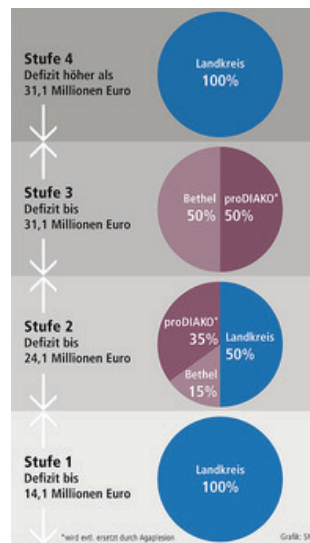 Stufe 4
Defizit höher als
31,1 Millionen Euro
Landkreis
100%
Stufe 3
Defizit bis
31,1 Millionen Euro
Bethel
50%
proDIAKO*
50%
Stufe 2
Defizit bis
24,1 Millionen Euro
proDIAKO*
35%
Landkreis
50%
Bethel
15%
Stufe 1
Defizit bis
14,1 Millionen Euro
Landkreis
100%
*wird evtl. ersetzt durch Agaplesion
Grafik: